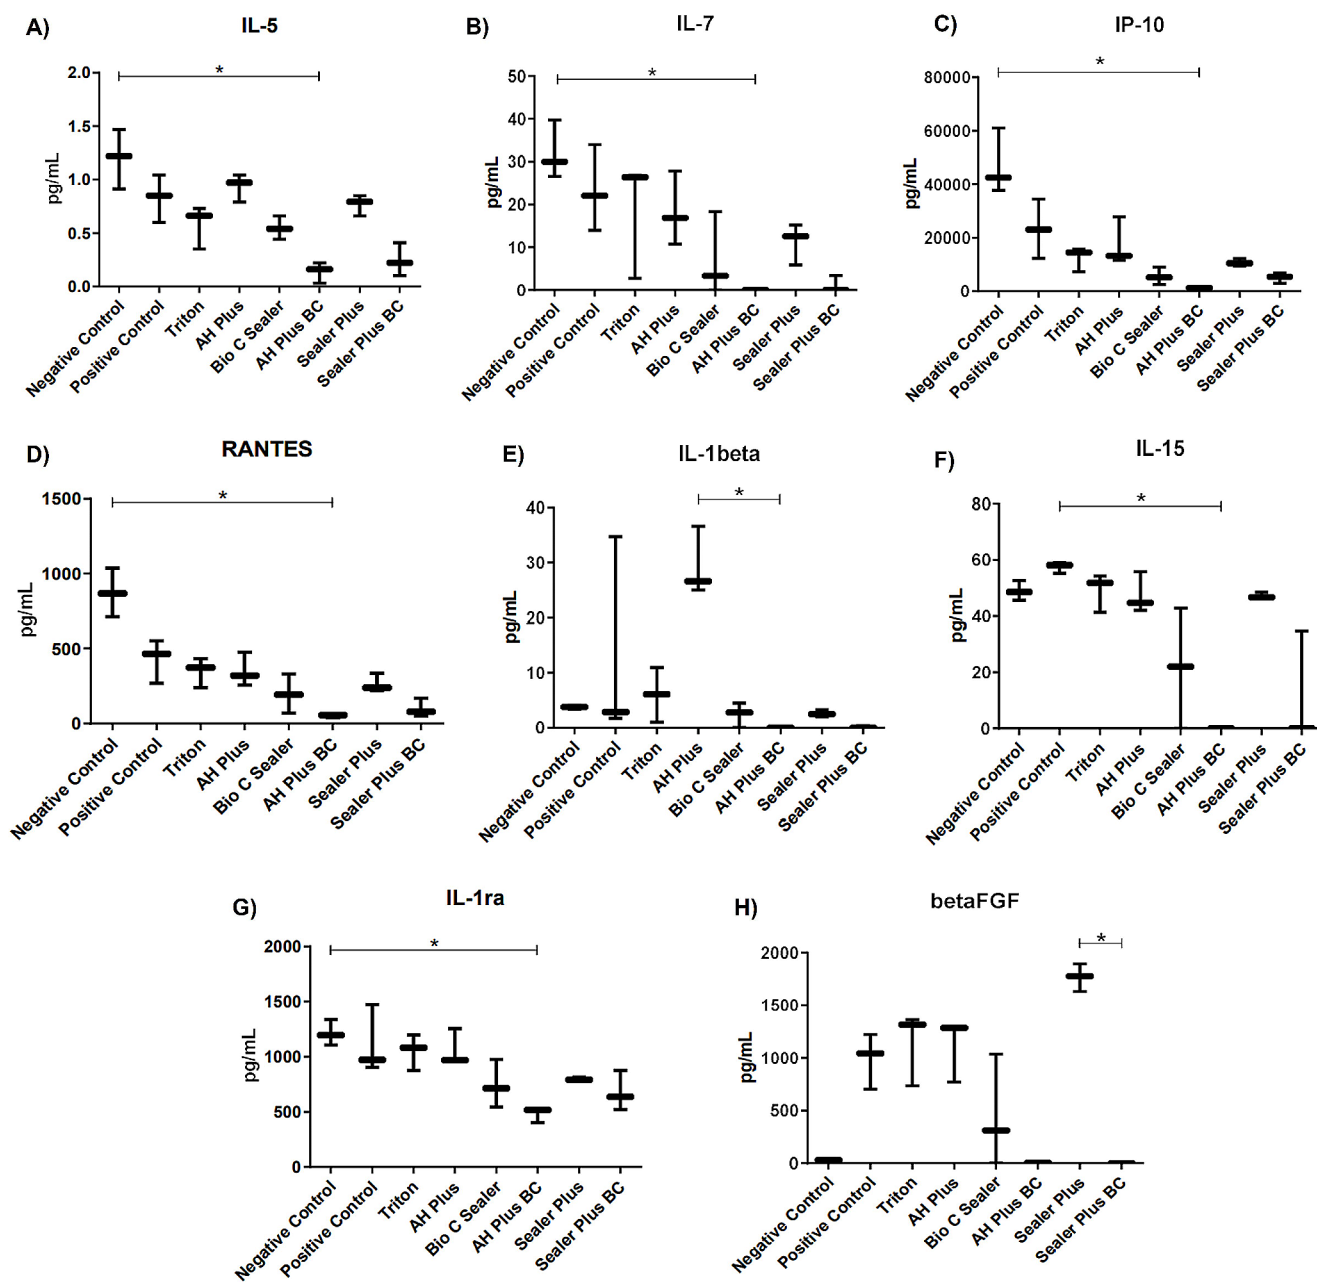 A)
IL-5
*
pg/mL
2.0
1.5
1.0
0.5
0.0
Negative Control
Positive Control
Triton
AH Plus
Bio C Sealer
AH Plus BC
Sealer Plus
Sealer Plus BC
B)
IL-7
*
pg/mL
50
40
30
20
10
0
Negative Control
Positive Control
Triton
AH Plus
Bio C Sealer
AH Plus BC
Sealer Plus
Sealer Plus BC
C)
IP-10
*
pg/mL
80000
60000
40000
20000
0
Negative Control
Positive Control
Triton
AH Plus
Bio C Sealer
AH Plus BC
Sealer Plus
Sealer Plus BC
D)
RANTES
*
pg/mL
1500
1000
500
0
Negative Control
Positive Control
Triton
AH Plus
Bio C Sealer
AH Plus BC
Sealer Plus
Sealer Plus BC
E)
IL-1beta
*
pg/mL
40
30
20
10
0
Negative Control
Positive Control
Triton
AH Plus
Bio C Sealer
AH Plus BC
Sealer Plus
Sealer Plus BC
F)
IL-15
*
pg/mL
80
60
40
20
0
Negative Control
Positive Control
Triton
AH Plus
Bio C Sealer
AH Plus BC
Sealer Plus
Sealer Plus BC
G)
IL-1ra
*
pg/mL
2000
1500
1000
500
0
Negative Control
Positive Control
Triton
AH Plus
Bio C Sealer
AH Plus BC
Sealer Plus
Sealer Plus BC
H)
betaFGF
*
pg/mL
2000
1500
1000
500
0
Negative Control
Positive Control
Triton
AH Plus
Bio C Sealer
AH Plus BC
Sealer Plus
Sealer Plus BC